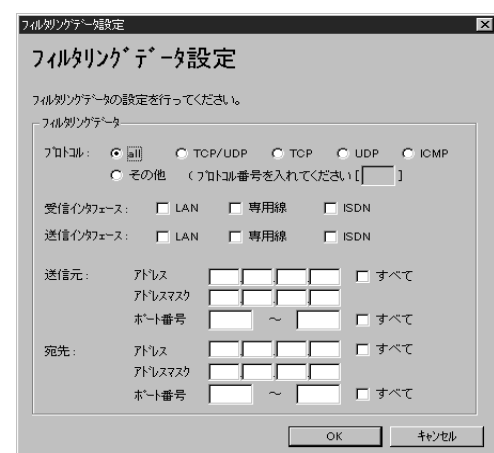 フィルタリングデータ設定
フィルタリングデータ設定
フィルタリングデータの設定を行ってください。
フィルタリングデータ
プロトコル: all TCP/UDP TCP UDP ICMP
その他 (プロトコル番号を入れてください [ ]
受信インタフェース: LAN 専用線 ISDN
送信インタフェース: LAN 専用線 ISDN
送信元: アドレス . . . すべて
アドレスマスク . . .
ポート番号 ～ すべて
宛先: アドレス . . . すべて
アドレスマスク . . .
ポート番号 ～ すべて
OK キャンセル